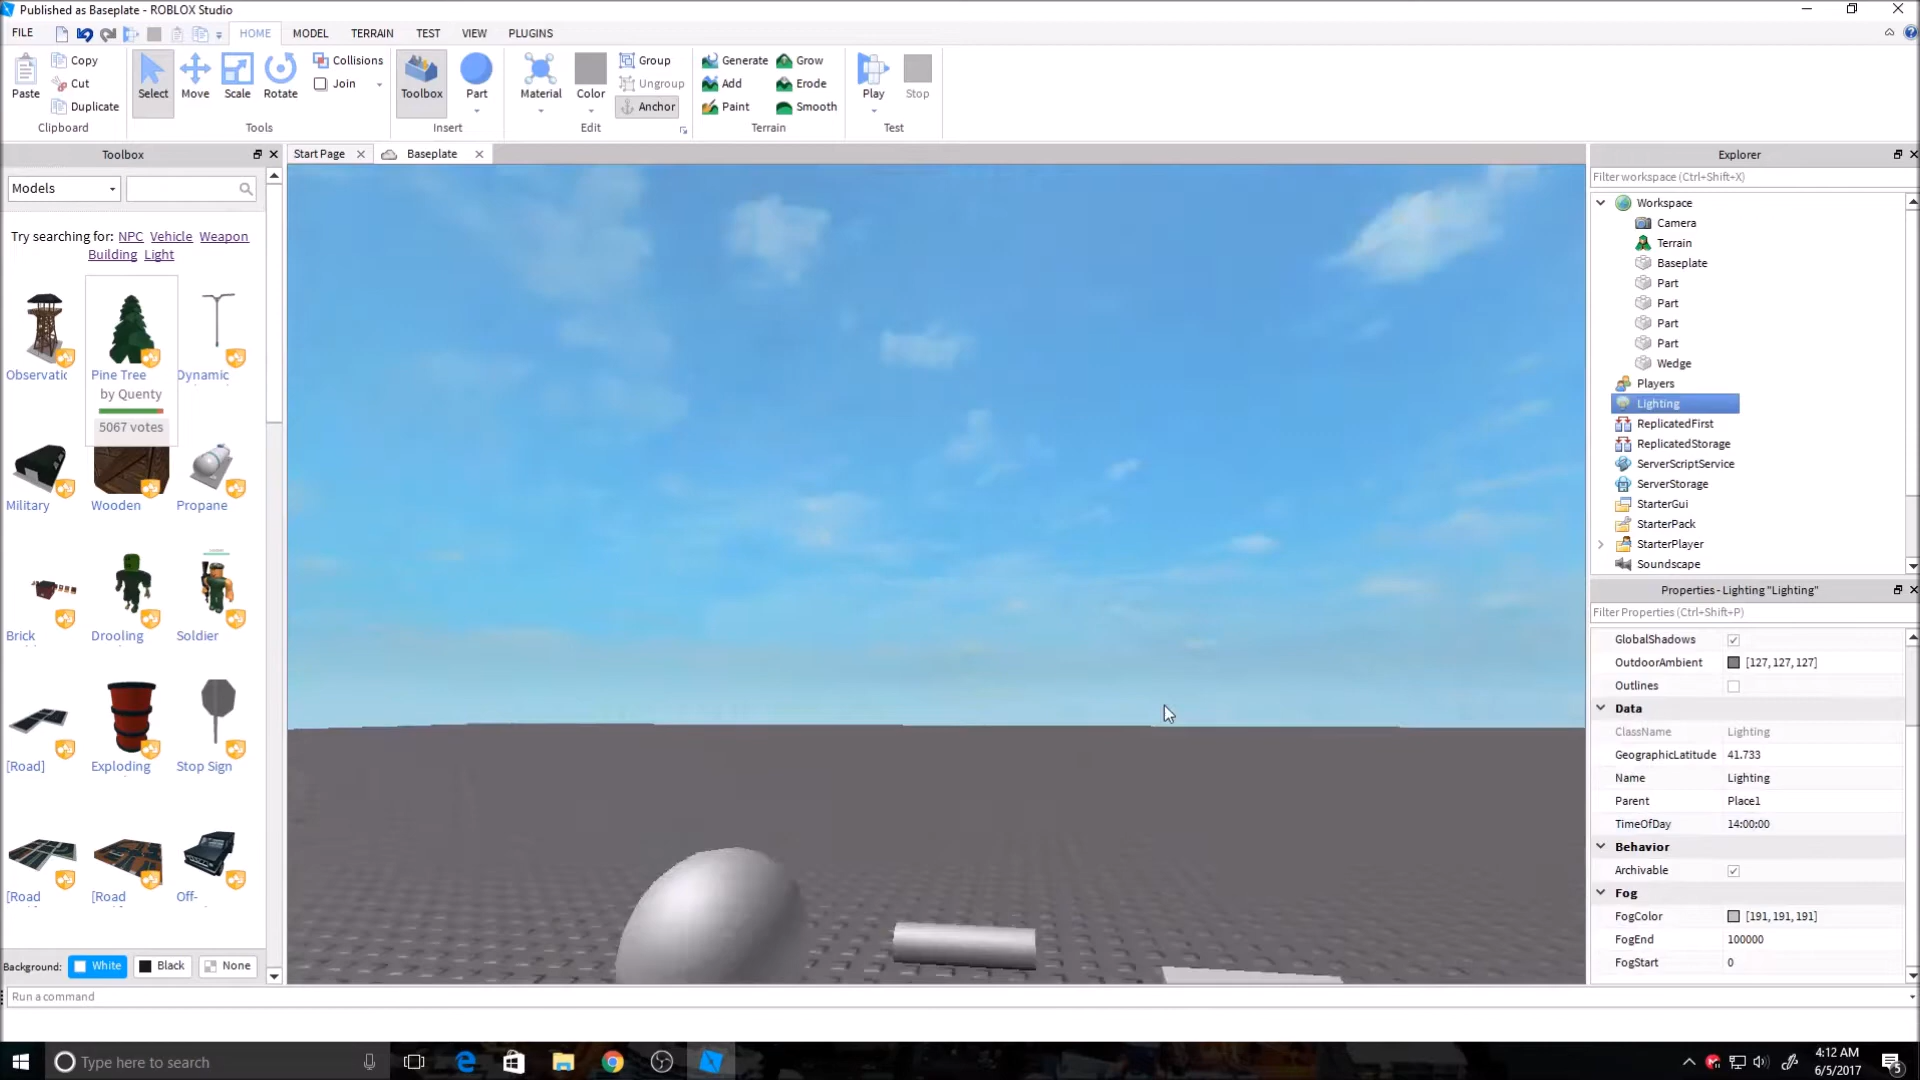 Published as Baseplate - ROBLOX Studio
FILE
HOME
MODEL
TERRAIN
TEST
VIEW
PLUGINS
Paste
Copy
Cut
Duplicate
Clipboard
Select
Move
Scale
Rotate
Collisions
Join
Tools
Toolbox
Part
Insert
Material
Color
Group
Ungroup
Anchor
Edit
Generate
Grow
Add
Erode
Paint
Smooth
Terrain
Play
Stop
Test
Toolbox
Models
Try searching for: NPC Vehicle Weapon
Building Light
Observatic
Pine Tree
by Quenty
5067 votes
Dynamic
Military
Wooden
Propane
Brick
Drooling
Soldier
[Road]
Exploding
Stop Sign
[Road
[Road
Off-
Background: White Black None
Start Page
Baseplate
Explorer
Filter workspace (Ctrl+Shift+X)
Workspace
Camera
Terrain
Baseplate
Part
Part
Part
Part
Wedge
Players
Lighting
ReplicatedFirst
ReplicatedStorage
ServerScriptService
ServerStorage
StarterGui
StarterPack
StarterPlayer
Soundscape
Properties - Lighting "Lighting"
Filter Properties (Ctrl+Shift+P)
GlobalShadows
OutdoorAmbient [127, 127, 127]
Outlines
Data
ClassName Lighting
GeographicLatitude 41.733
Name Lighting
Parent Place1
TimeOfDay 14:00:00
Behavior
Archivable
Fog
FogColor [191, 191, 191]
FogEnd 100000
FogStart 0
Run a command
Type here to search
4:12 AM
6/5/2017
5